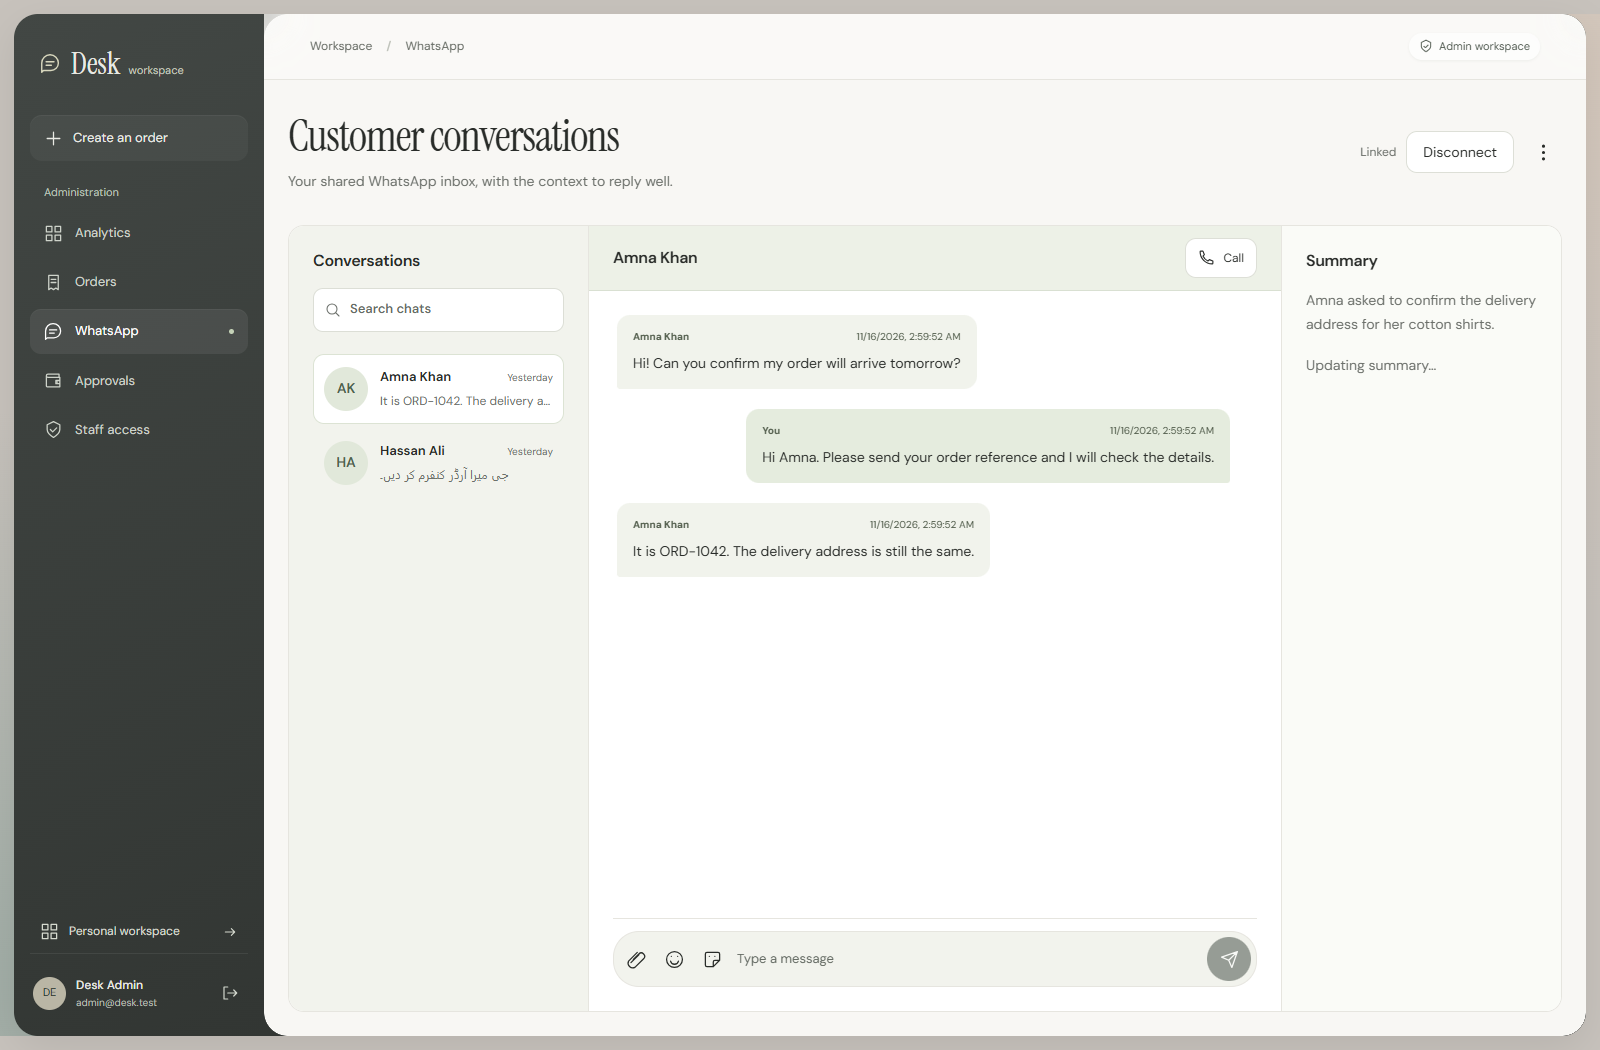 Desk workspace
Create an order
Administration
Analytics
Orders
WhatsApp
Approvals
Staff access
Personal workspace
DE
Desk Admin
admin@desk.test
Workspace / WhatsApp
Admin workspace
Customer conversations
Your shared WhatsApp inbox, with the context to reply well.
Linked
Disconnect
Conversations
Search chats
AK
Amna Khan
Yesterday
It is ORD-1042. The delivery a...
HA
Hassan Ali
Yesterday
جی میرا آرڈر کنفرم کر دیں۔
Amna Khan
Call
Amna Khan 11/16/2026, 2:59:52 AM
Hi! Can you confirm my order will arrive tomorrow?
You 11/16/2026, 2:59:52 AM
Hi Amna. Please send your order reference and I will check the details.
Amna Khan 11/16/2026, 2:59:52 AM
It is ORD-1042. The delivery address is still the same.
Type a message
Summary
Amna asked to confirm the delivery
address for her cotton shirts.
Updating summary…